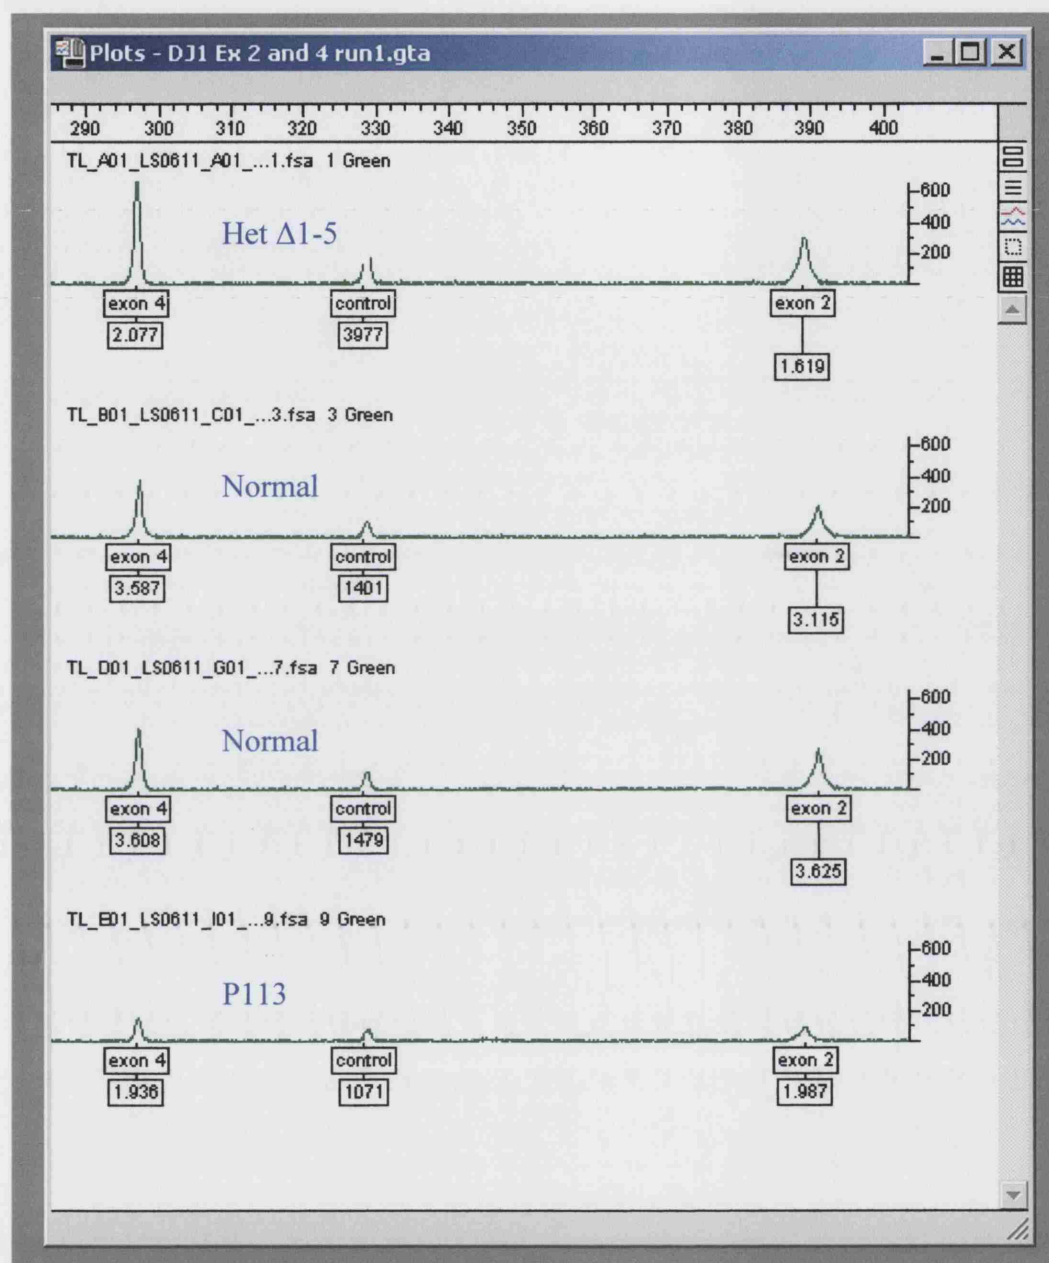 Plots - DJ1 Ex 2 and 4 run1.gta
290 300 310 320 330 340 350 360 370 380 390 400
TL_A01_LS0611_A01_...1.fsa 1 Green
600
400
200
Het Δ1-5
exon 4 control exon 2
2.077 3977
1.619
TL_B01_LS0611_C01_...3.fsa 3 Green
600
400
200
Normal
exon 4 control exon 2
3.587 1401
3.115
TL_D01_LS0611_G01_...7.fsa 7 Green
600
400
200
Normal
exon 4 control exon 2
3.608 1479
3.625
TL_E01_LS0611_I01_...9.fsa 9 Green
600
400
200
P113
exon 4 control exon 2
1.936 1071 1.987